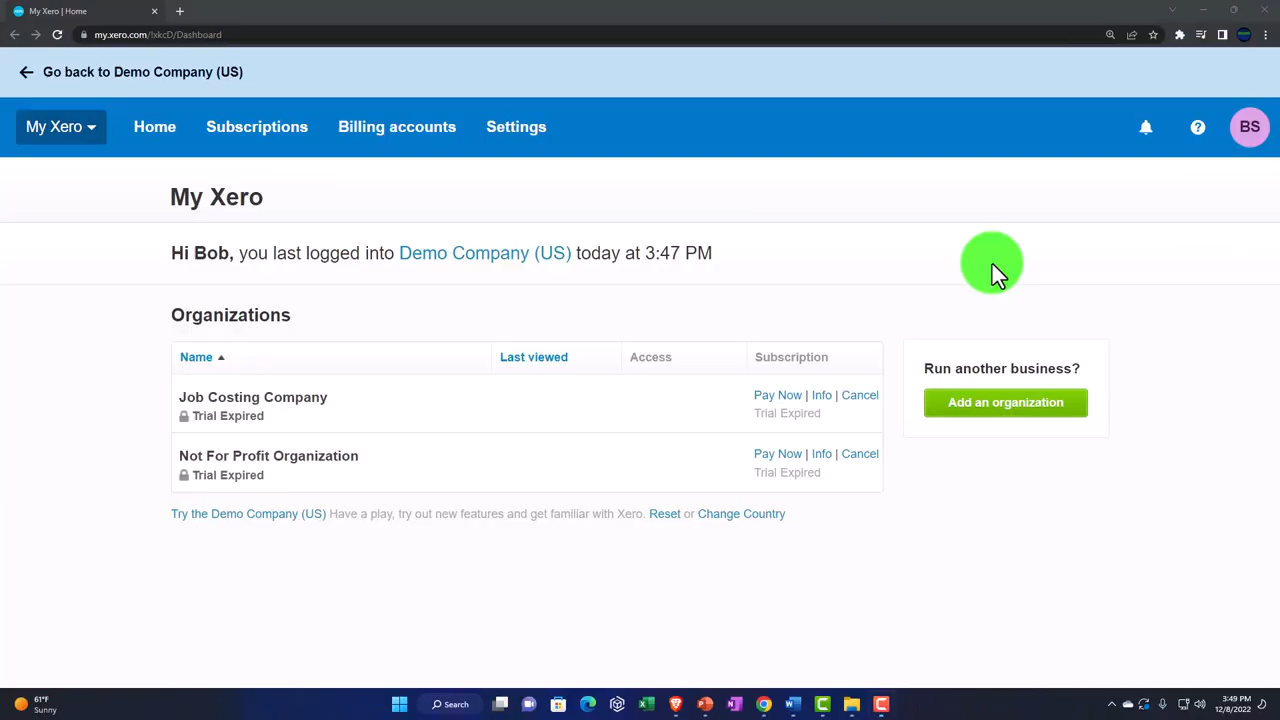 My Xero | Home
my.xero.com/!xkcD/Dashboard
Go back to Demo Company (US)
My Xero Home Subscriptions Billing accounts Settings BS
My Xero
Hi Bob, you last logged into Demo Company (US) today at 3:47 PM
Organizations
Name Last viewed Access Subscription
Run another business?
Add an organization
Job Costing Company Pay Now | Info | Cancel
Trial Expired Trial Expired
Not For Profit Organization Pay Now | Info | Cancel
Trial Expired Trial Expired
Try the Demo Company (US) Have a play, try out new features and get familiar with Xero. Reset or Change Country
61°F
Sunny
Search
3:49 PM
12/8/2022